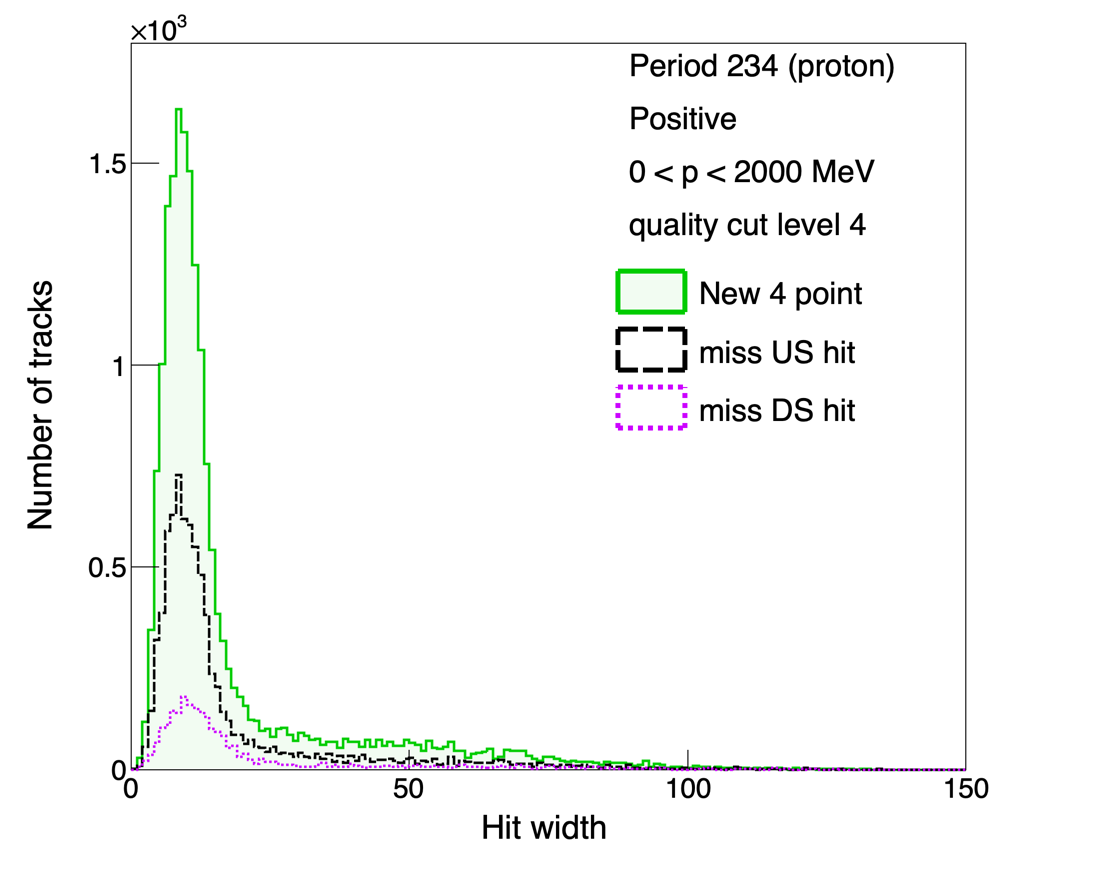 ×10³
Period 234 (proton)
Positive
0 < p < 2000 MeV
quality cut level 4
New 4 point
miss US hit
miss DS hit
Number of tracks
1.5
1
0.5
0
0 50 100 150
Hit width